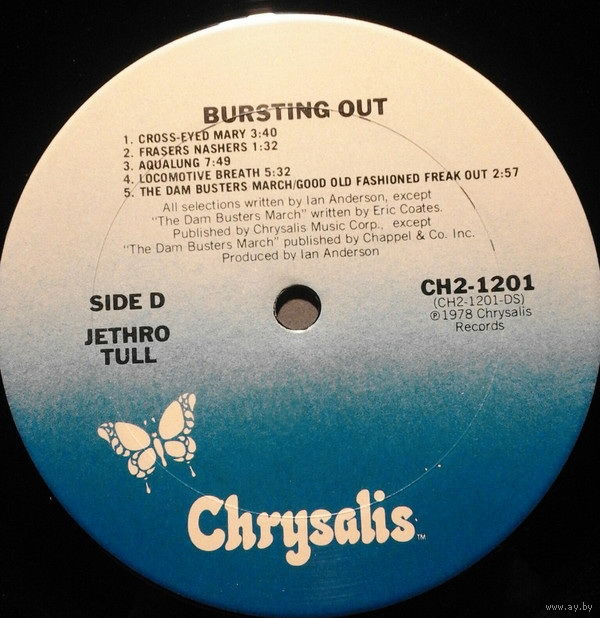 BURSTING OUT
1. CROSS-EYED MARY 3:40
2. FRASERS NASHERS 1:32
3. AQUALUNG 7:49
4. LOCOMOTIVE BREATH 5:32
5. THE DAM BUSTERS MARCH/GOOD OLD FASHIONED FREAK OUT 2:57
All selections written by Ian Anderson, except
"The Dam Busters March" written by Eric Coates.
Published by Chrysalis Music Corp., except
"The Dam Busters March" published by Chappel & Co. Inc.
Produced by Ian Anderson
SIDE D
JETHRO
TULL
CH2-1201
(CH2-1201-DS)
℗1978 Chrysalis
Records
Chrysalis™
www.ay.by